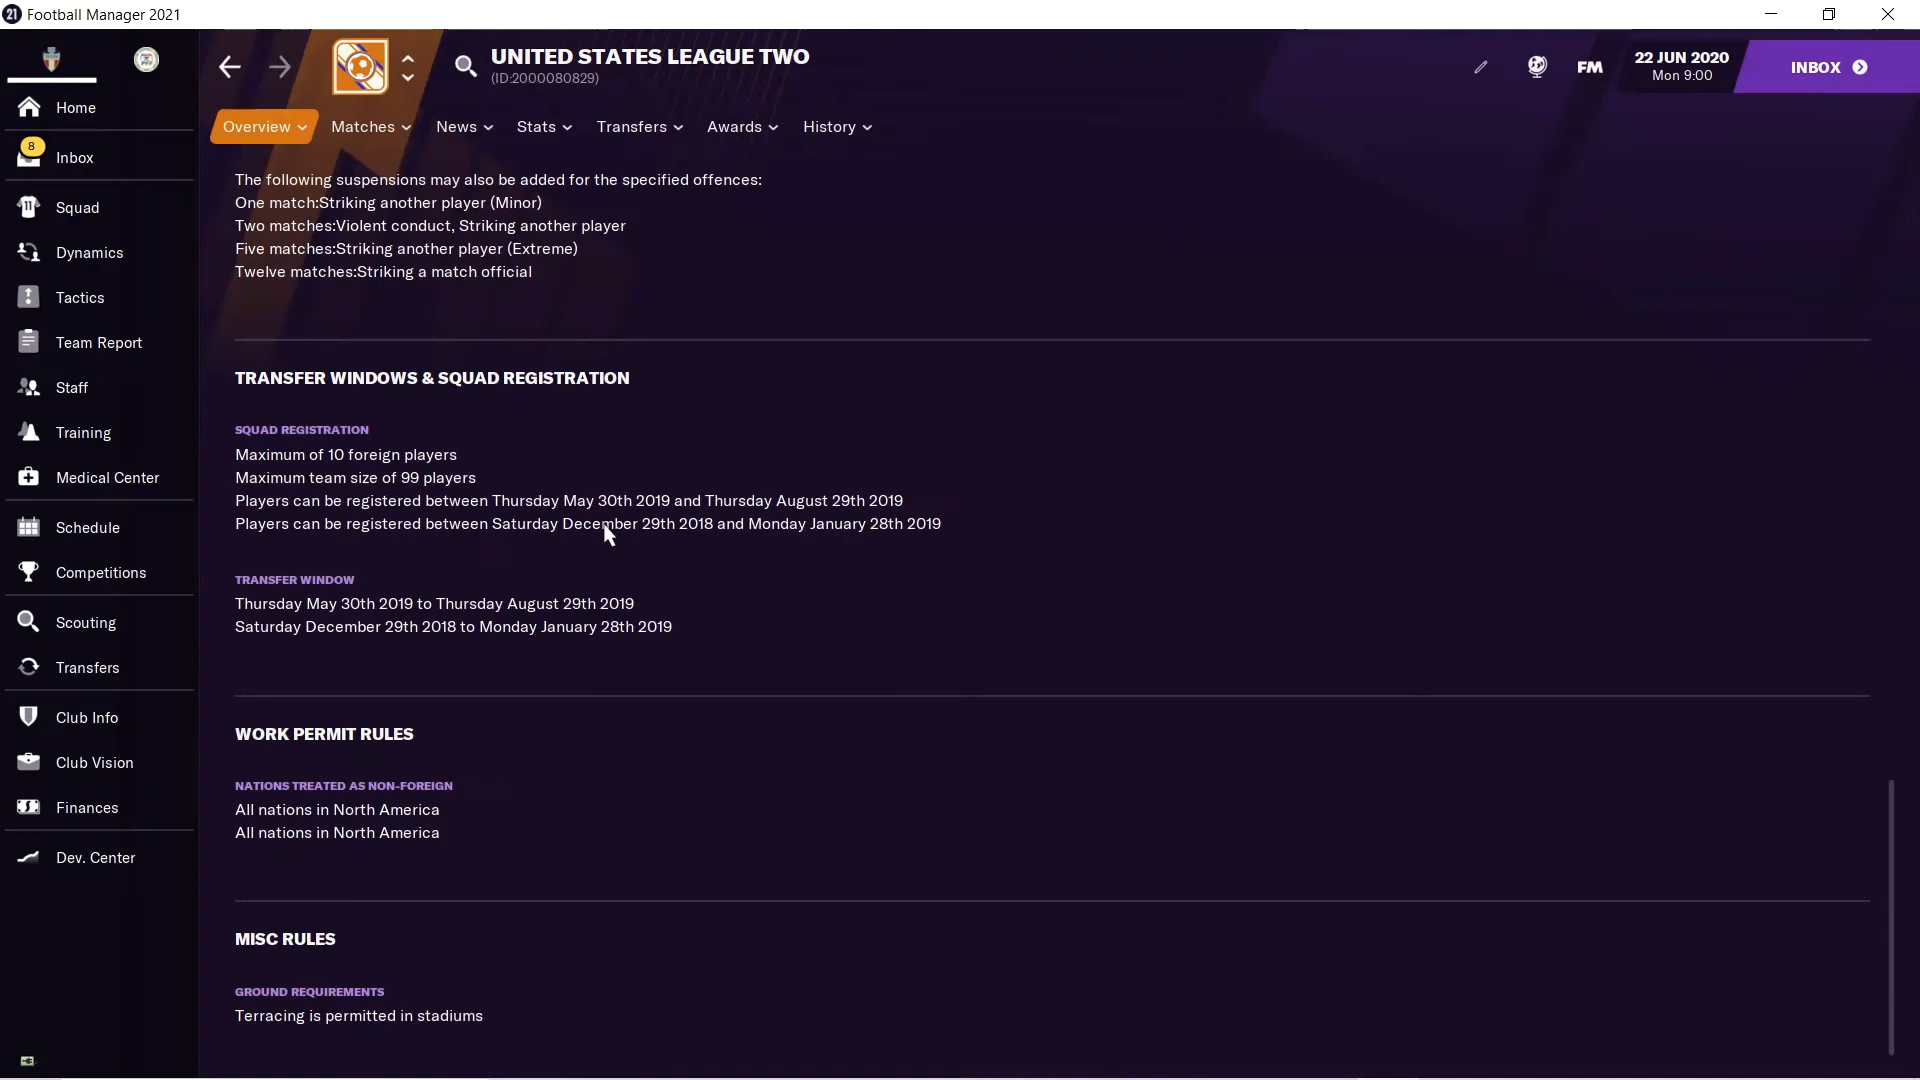 21 Football Manager 2021
UNITED STATES LEAGUE TWO
(ID:2000080829)
FM
22 JUN 2020
Mon 9:00
INBOX
Overview
Matches
News
Stats
Transfers
Awards
History
Home
8
Inbox
Squad
Dynamics
Tactics
Team Report
Staff
Training
Medical Center
Schedule
Competitions
Scouting
Transfers
Club Info
Club Vision
Finances
Dev. Center
The following suspensions may also be added for the specified offences:
One match:Striking another player (Minor)
Two matches:Violent conduct, Striking another player
Five matches:Striking another player (Extreme)
Twelve matches:Striking a match official
TRANSFER WINDOWS & SQUAD REGISTRATION
SQUAD REGISTRATION
Maximum of 10 foreign players
Maximum team size of 99 players
Players can be registered between Thursday May 30th 2019 and Thursday August 29th 2019
Players can be registered between Saturday December 29th 2018 and Monday January 28th 2019
TRANSFER WINDOW
Thursday May 30th 2019 to Thursday August 29th 2019
Saturday December 29th 2018 to Monday January 28th 2019
WORK PERMIT RULES
NATIONS TREATED AS NON-FOREIGN
All nations in North America
All nations in North America
MISC RULES
GROUND REQUIREMENTS
Terracing is permitted in stadiums